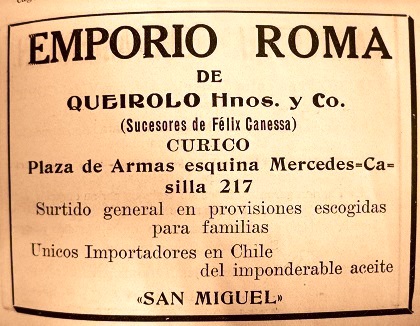 EMPORIO ROMA
DE
QUEIROLO Hnos. y Co.
(Sucesores de Félix Canessa)
CURICO
Plaza de Armas esquina Mercedes=Ca=
silla 217
Surtido general en provisiones escogidas
para familias
Unicos Importadores en Chile
del imponderable aceite
«SAN MIGUEL»